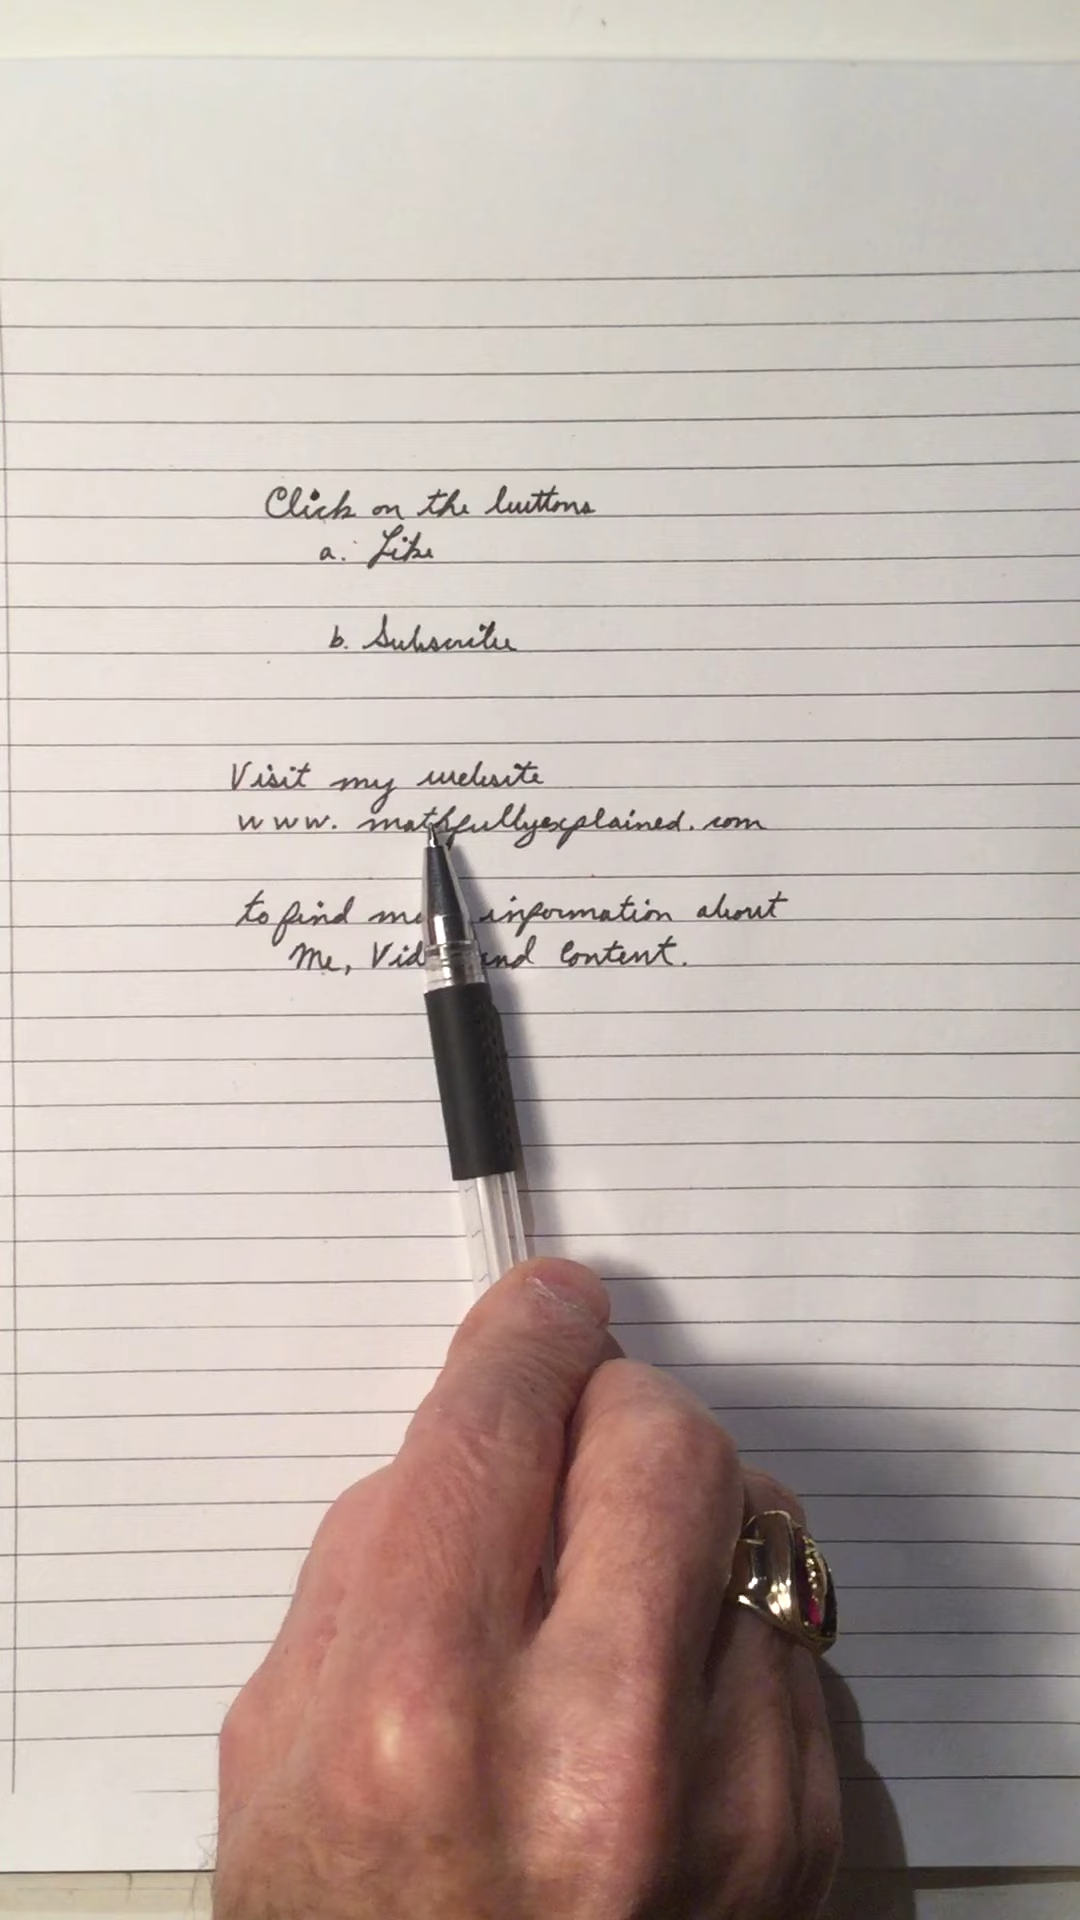 Click on the buttons
a. Like
b. Subscribe
Visit my website
www.mathfullyexplained.com
to find information about
Me, and Content.